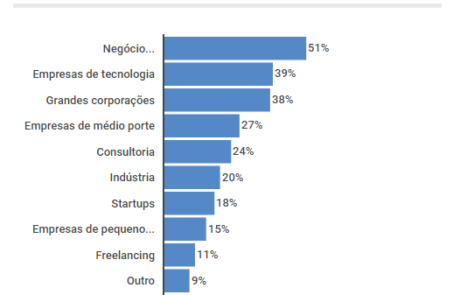 Negócio... 51%
Empresas de tecnologia 39%
Grandes corporações 38%
Empresas de médio porte 27%
Consultoria 24%
Indústria 20%
Startups 18%
Empresas de pequeno... 15%
Freelancing 11%
Outro 9%